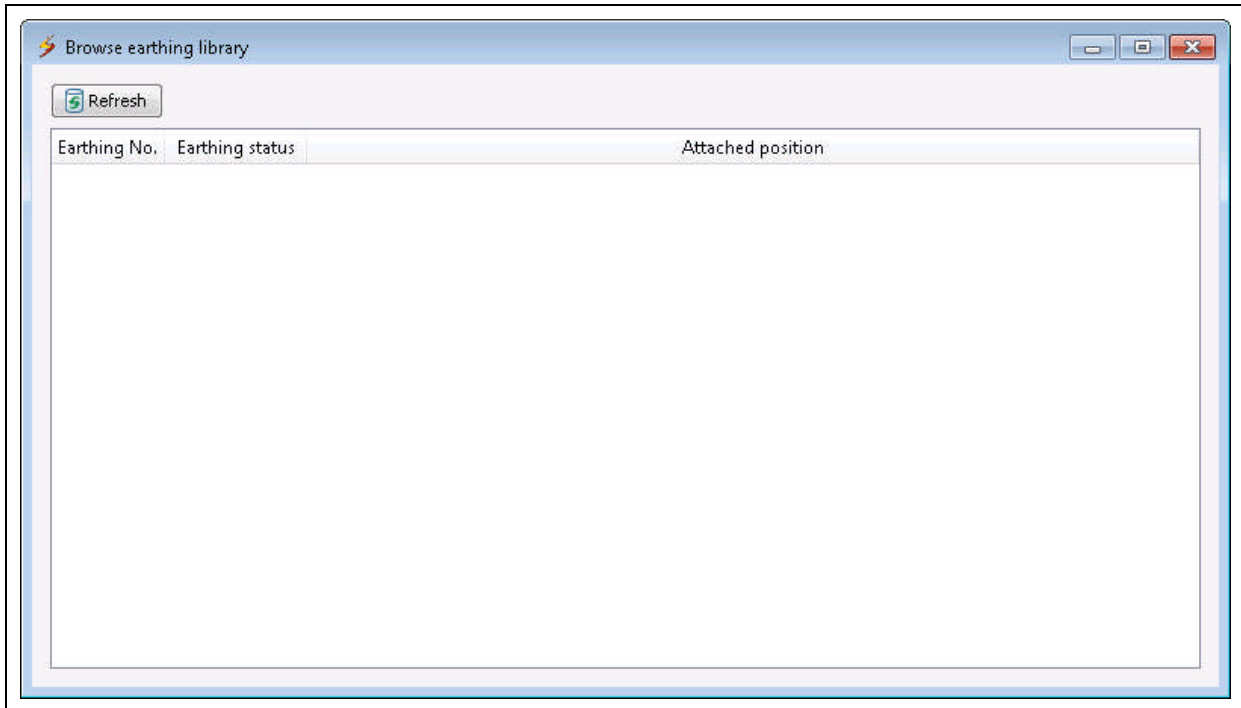 Browse earthing library
Refresh
Earthing No. Earthing status Attached position